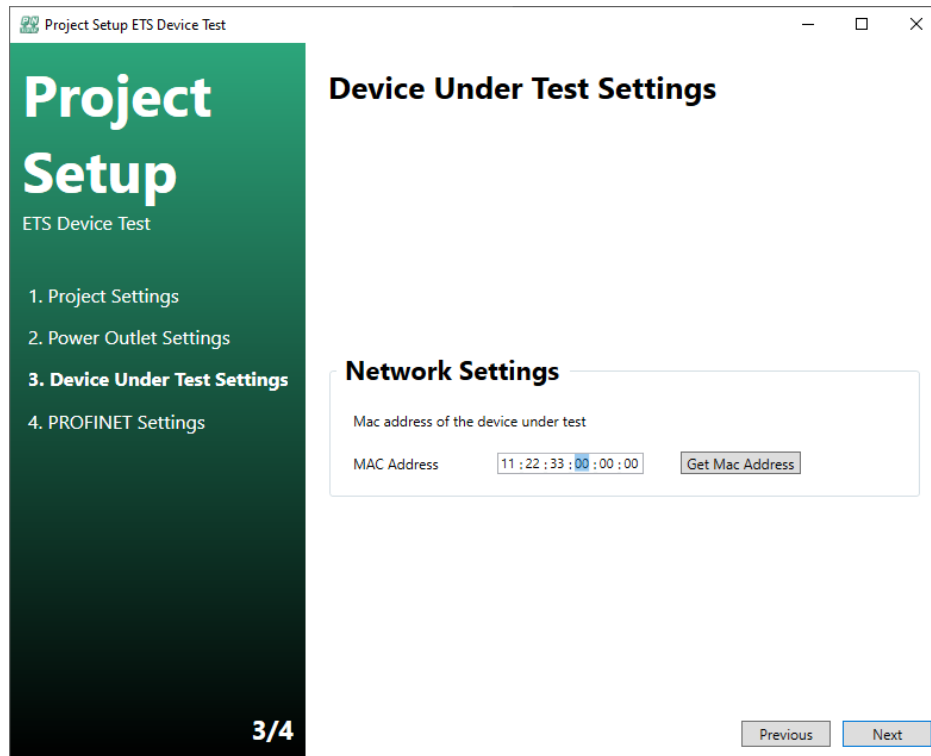 Project Setup ETS Device Test
Project
Setup
ETS Device Test
1. Project Settings
2. Power Outlet Settings
3. Device Under Test Settings
4. PROFINET Settings
3/4
Device Under Test Settings
Network Settings
Mac address of the device under test
MAC Address 11 : 22 : 33 : 00 : 00 : 00 Get Mac Address
Previous Next